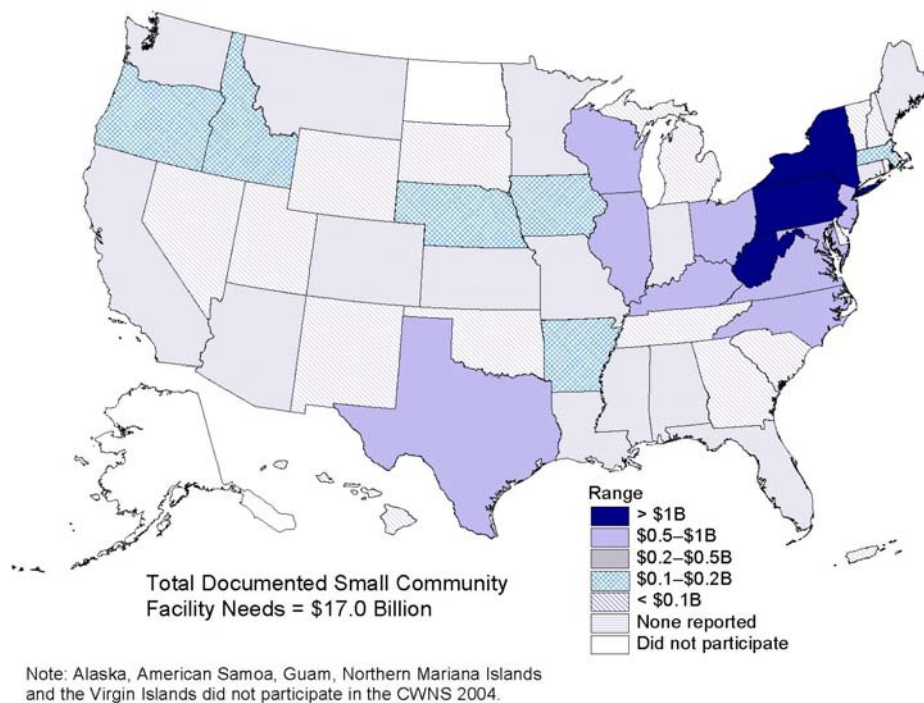 Range
> $1B
$0.5–$1B
$0.2–$0.5B
$0.1–$0.2B
< $0.1B
None reported
Did not participate
Total Documented Small Community
Facility Needs = $17.0 Billion
Note: Alaska, American Samoa, Guam, Northern Mariana Islands
and the Virgin Islands did not participate in the CWNS 2004.